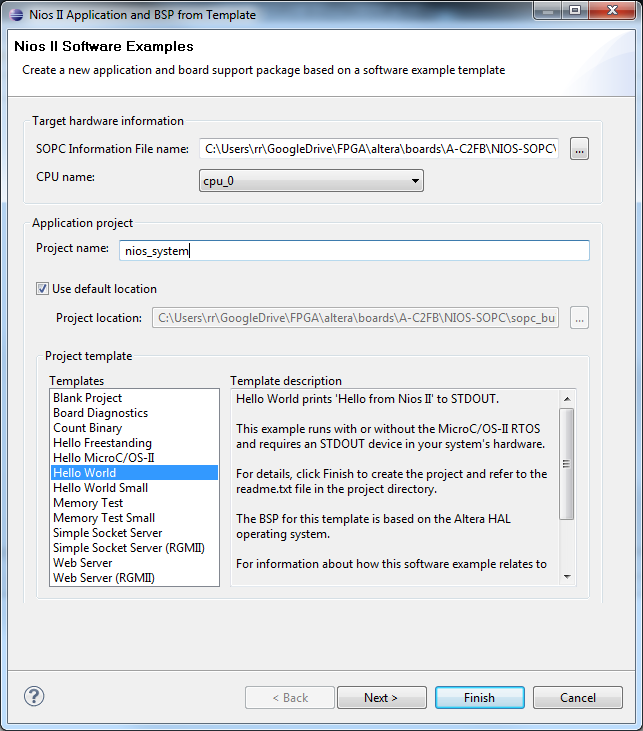 Nios II Application and BSP from Template
Nios II Software Examples
Create a new application and board support package based on a software example template
Target hardware information
SOPC Information File name: C:\Users\rr\GoogleDrive\FPGA\altera\boards\A-C2FB\NIOS-SOPC\ ...
CPU name: cpu_0
Application project
Project name: nios_system
Use default location
Project location: C:\Users\rr\GoogleDrive\FPGA\altera\boards\A-C2FB\NIOS-SOPC\sopc_bu ...
Project template
Templates
Blank Project
Board Diagnostics
Count Binary
Hello Freestanding
Hello MicroC/OS-II
Hello World
Hello World Small
Memory Test
Memory Test Small
Simple Socket Server
Simple Socket Server (RGMII)
Web Server
Web Server (RGMII)
Template description
Hello World prints 'Hello from Nios II' to STDOUT.
This example runs with or without the MicroC/OS-II RTOS
and requires an STDOUT device in your system's hardware.
For details, click Finish to create the project and refer to the
readme.txt file in the project directory.
The BSP for this template is based on the Altera HAL
operating system.
For information about how this software example relates to
? < Back Next > Finish Cancel